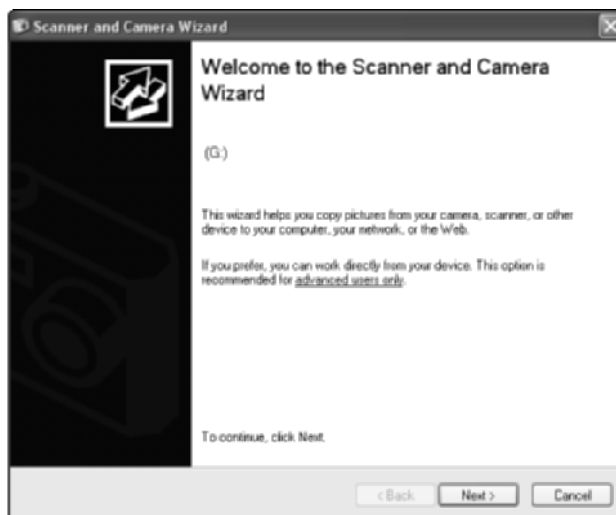 Scanner and Camera Wizard
Welcome to the Scanner and Camera
Wizard
(G:)
This wizard helps you copy pictures from your camera, scanner, or other
device to your computer, your network, or the Web.
If you prefer, you can work directly from your device. This option is
recommended for advanced users only.
To continue, click Next.
< Back
Next >
Cancel